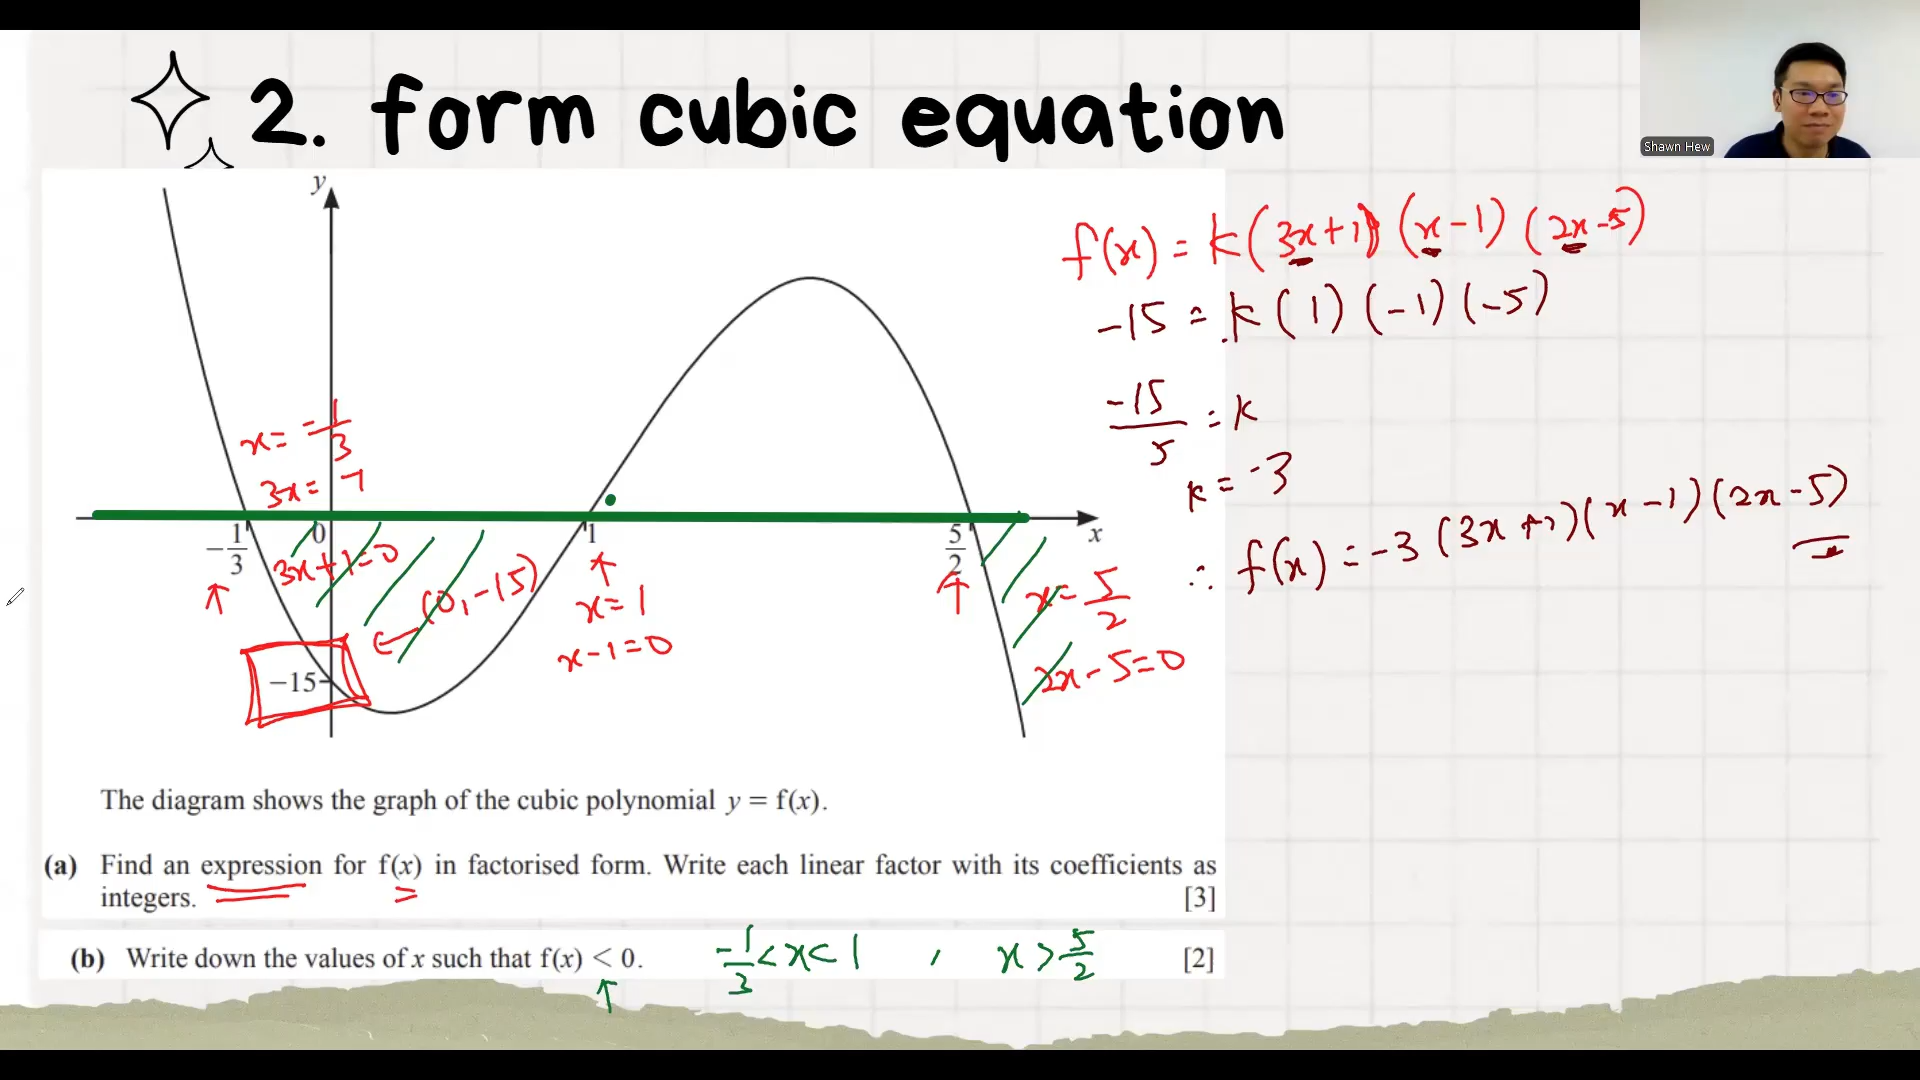 2. form cubic equation
Shawn Hew
y
f(x) = k(3x+1)(x-1)(2x-5)
-15 = k(1)(-1)(-5)
-15/5 = k
k = -3
∴ f(x) = -3(3x+1)(x-1)(2x-5)
x = -1/3
3x = -1
3x+1=0
-1/3
0
1
5/2
x
(0,-15)
−15
x=1
x-1=0
x=5/2
2x-5=0
The diagram shows the graph of the cubic polynomial y = f(x).
(a) Find an expression for f(x) in factorised form. Write each linear factor with its coefficients as
integers. [3]
(b) Write down the values of x such that f(x) < 0. -1/3 < x < 1 , x > 5/2 [2]